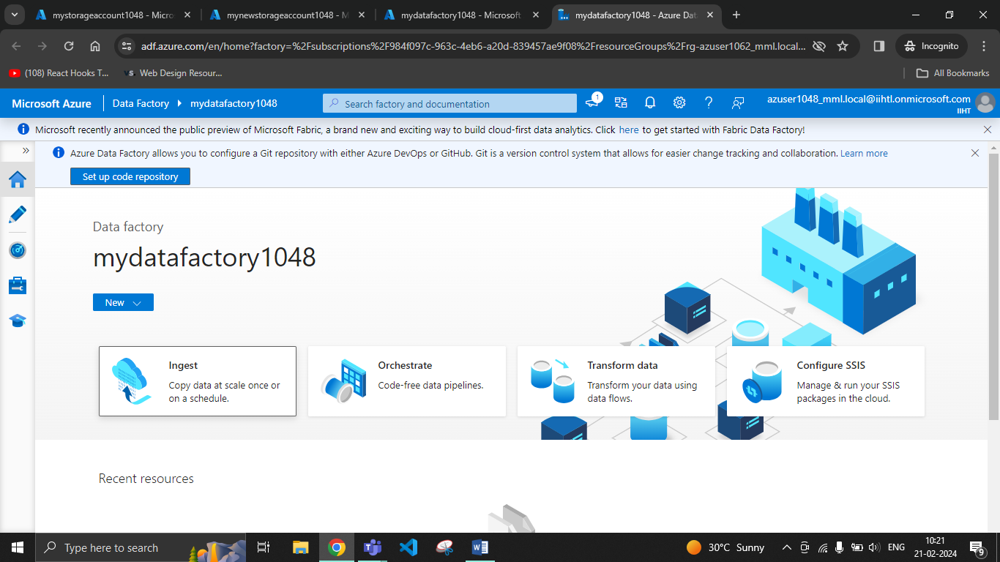 mystorageaccount1048 - Micro
mynewstorageaccount1048 - M
mydatafactory1048 - Microsoft
mydatafactory1048 - Azure Dat
adf.azure.com/en/home?factory=%2Fsubscriptions%2F984f097c-963c-4eb6-a20d-839457ae9f08%2FresourceGroups%2Frg-azuser1062_mml.local...
Incognito
(108) React Hooks T...
VS.
Web Design Resour...
All Bookmarks
Microsoft Azure
Data Factory
mydatafactory1048
Search factory and documentation
1
azuser1048_mml.local@iihtl.onmicrosoft.com
IIHT
Microsoft recently announced the public preview of Microsoft Fabric, a brand new and exciting way to build cloud-first data analytics. Click here to get started with Fabric Data Factory!
Azure Data Factory allows you to configure a Git repository with either Azure DevOps or GitHub. Git is a version control system that allows for easier change tracking and collaboration. Learn more
Set up code repository
Data factory
mydatafactory1048
New
Ingest
Copy data at scale once or
on a schedule.
Orchestrate
Code-free data pipelines.
Transform data
Transform your data using
data flows.
Configure SSIS
Manage & run your SSIS
packages in the cloud.
Recent resources
Type here to search
30°C Sunny
ENG
10:21
21-02-2024
9